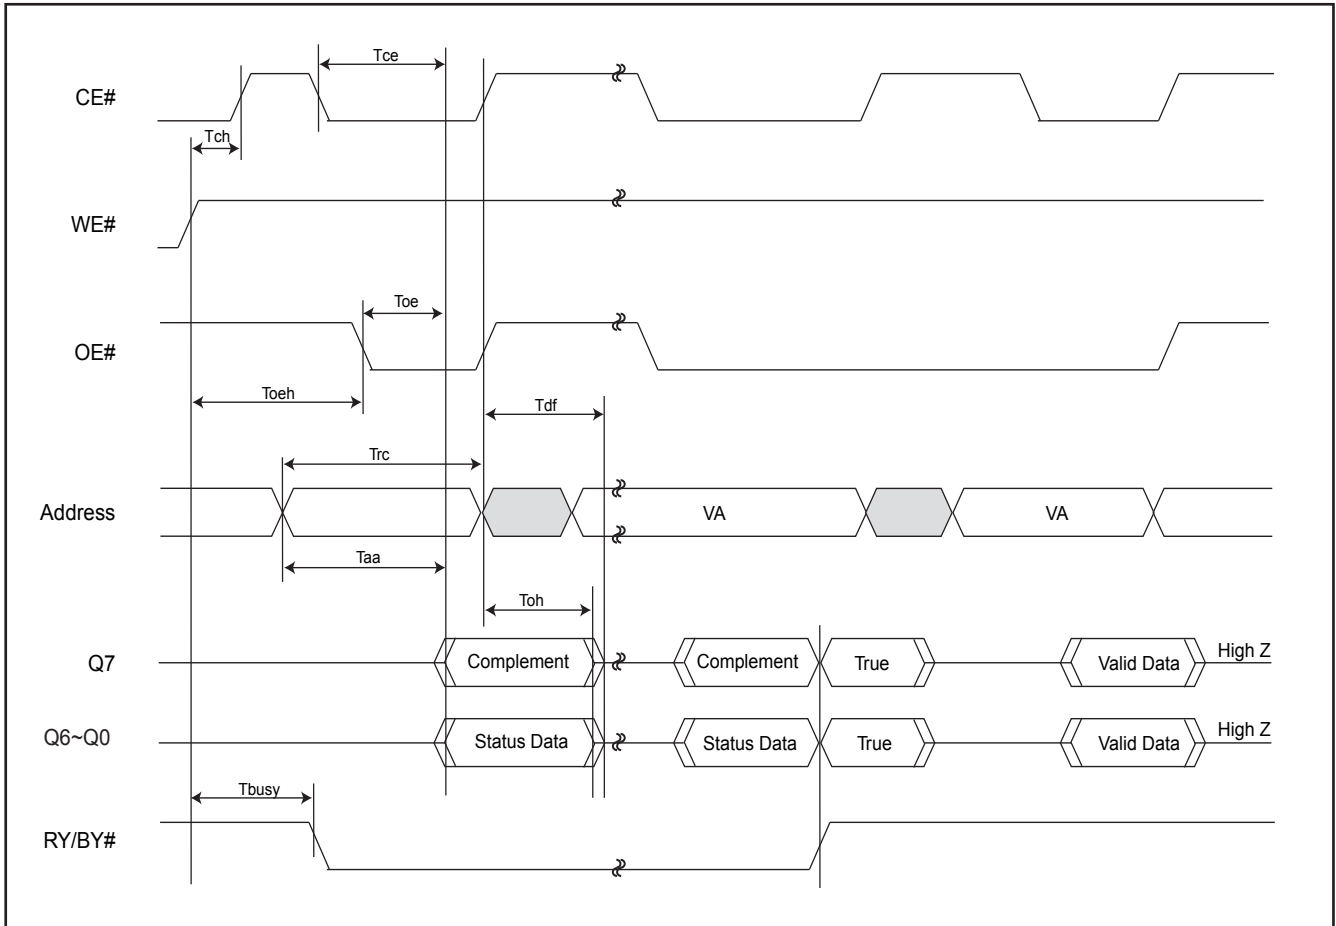 Tce
CE#
Tch
WE#
Toe
OE#
Toeh
Tdf
Trc
Address
VA
VA
Taa
Toh
Q7
Complement
Complement
True
Valid Data
High Z
Q6~Q0
Status Data
Status Data
True
Valid Data
High Z
Tbusy
RY/BY#